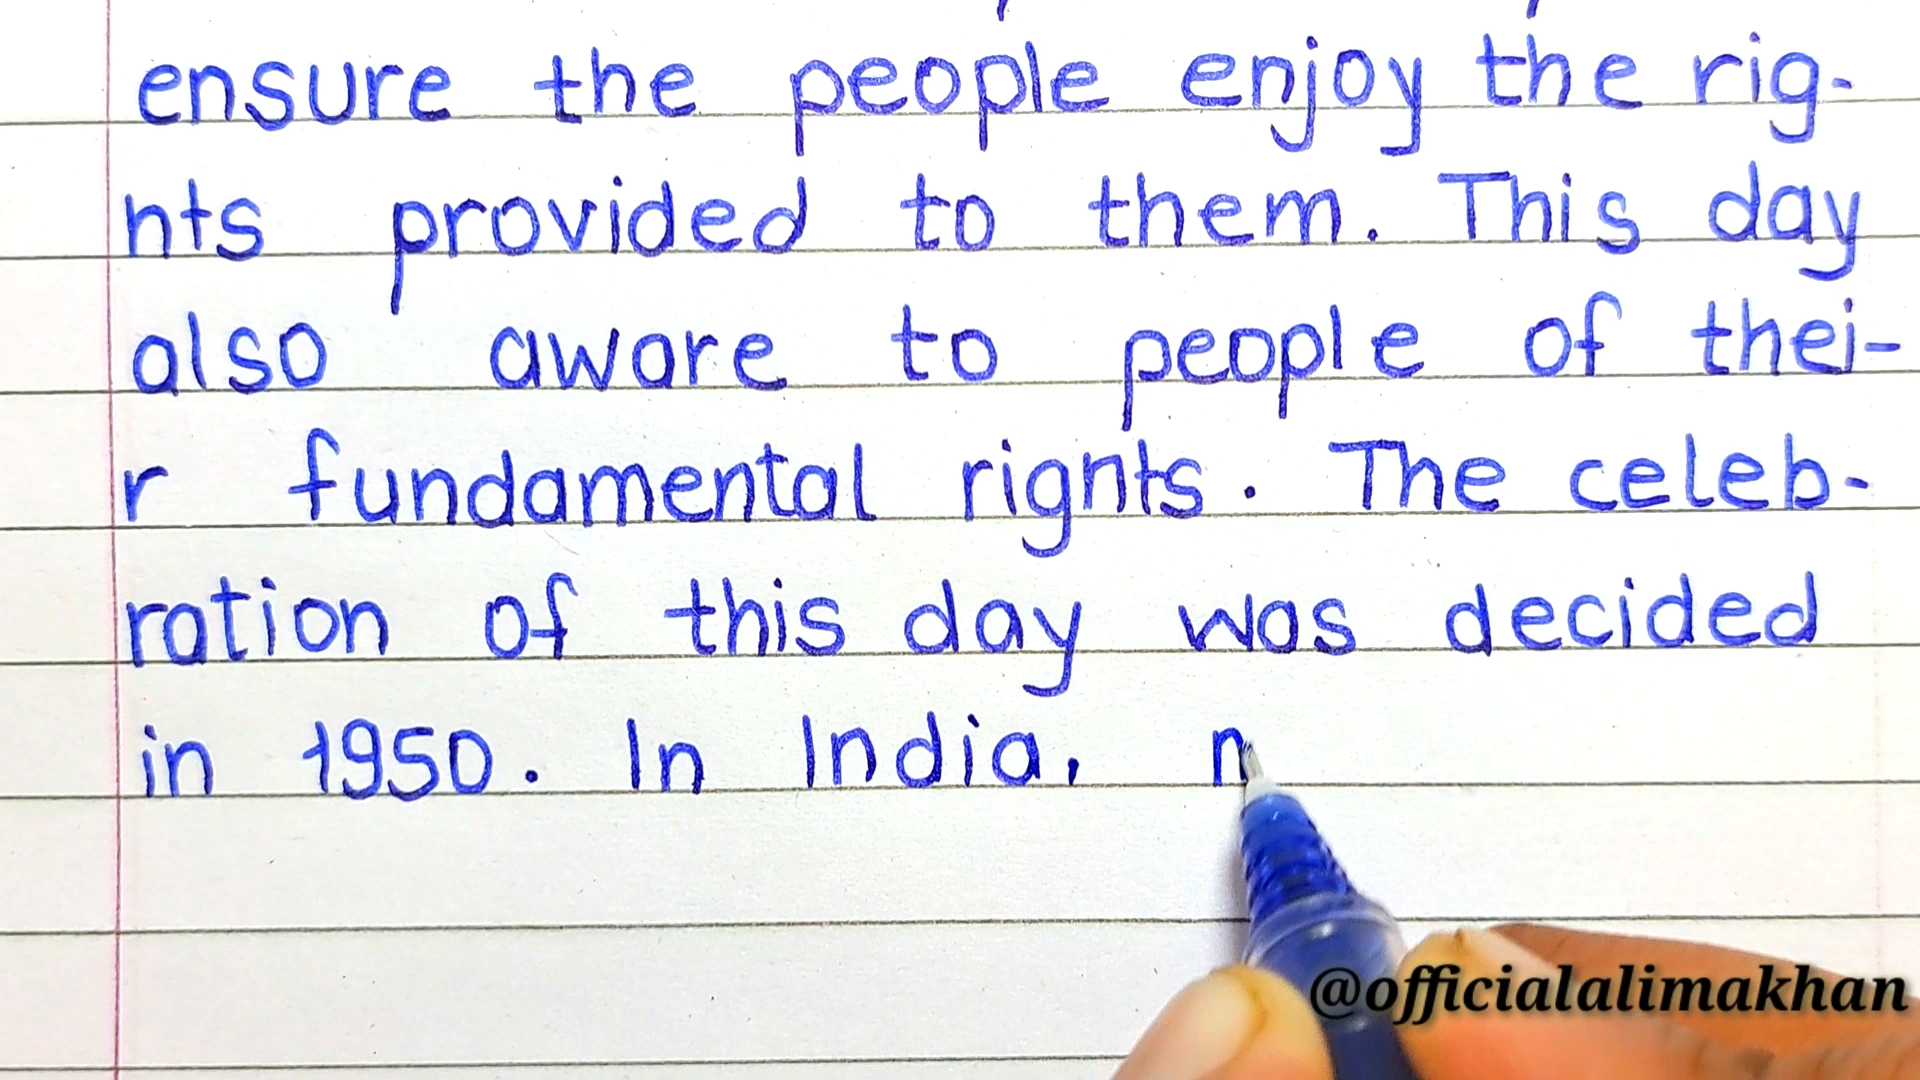 ensure the people enjoy the rig-
hts provided to them. This day
also aware to people of thei-
r fundamental rights. The celeb-
ration of this day was decided
in 1950. In India,
@officialalimakhan